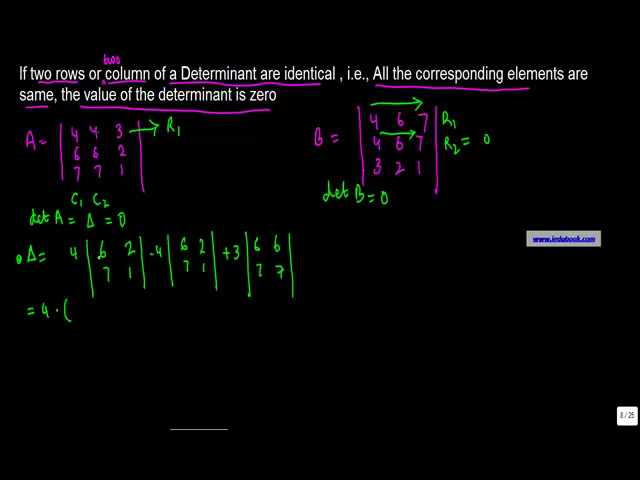 two
If two rows or column of a Determinant are identical , i.e., All the corresponding elements are
same, the value of the determinant is zero
A = | 4 4 3 | → R1
6 6 2
7 7 1
C1 C2
det A = Δ = 0
B = | 4 6 7 | R1
4 6 7 R2 = 0
3 2 1
det B = 0
Δ = 4 | 6 2 | - 4 | 6 2 | + 3 | 6 6 |
7 1 7 1 7 7
= 4 · (
www.indubook.com
8 / 25